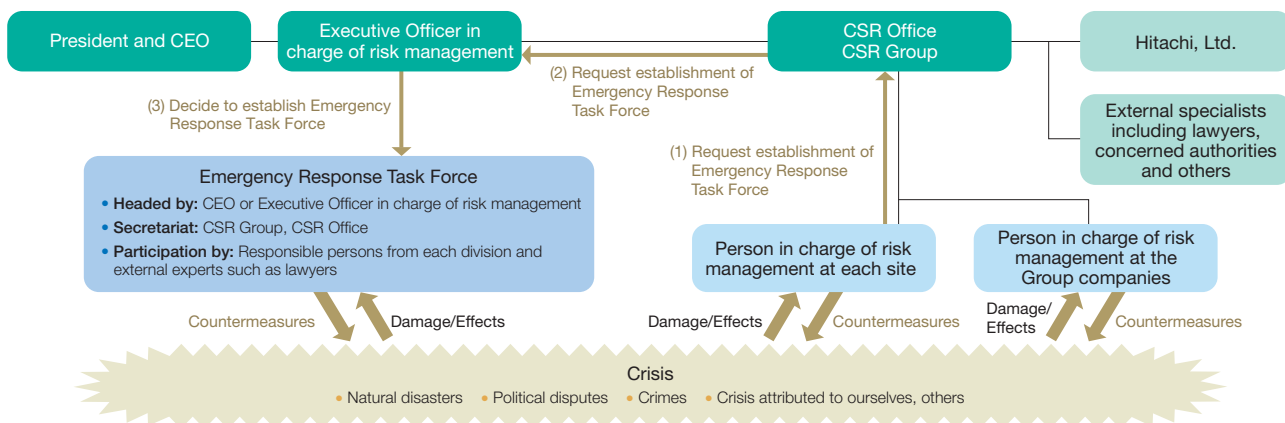 President and CEO
Executive Officer in
charge of risk management
CSR Office
CSR Group
Hitachi, Ltd.
(2) Request establishment of
Emergency Response
Task Force
(3) Decide to establish Emergency
Response Task Force
External specialists
including lawyers,
concerned authorities
and others
(1) Request establishment of
Emergency Response
Task Force
Emergency Response Task Force
• Headed by: CEO or Executive Officer in charge of risk management
• Secretariat: CSR Group, CSR Office
• Participation by: Responsible persons from each division and
external experts such as lawyers
Person in charge of risk
management at each site
Person in charge of risk
management at the
Group companies
Countermeasures
Damage/Effects
Damage/Effects
Countermeasures
Damage/
Effects
Countermeasures
Crisis
• Natural disasters • Political disputes • Crimes • Crisis attributed to ourselves, others